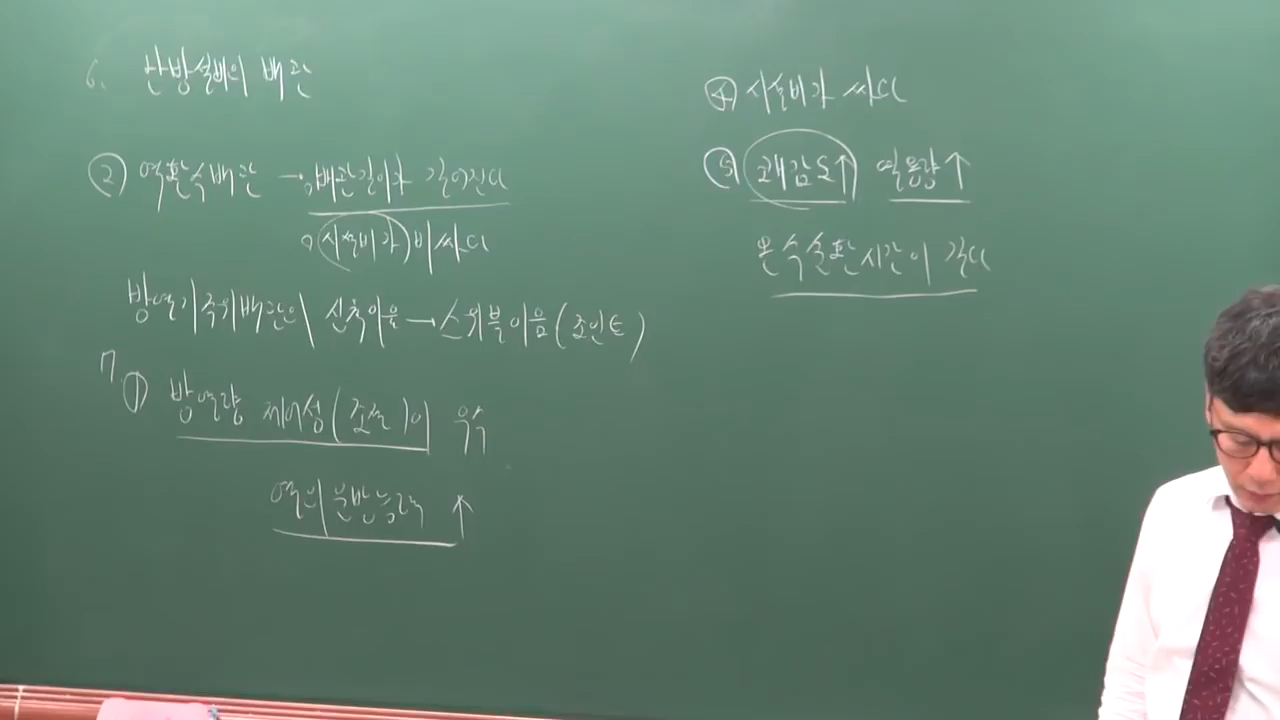 6. 난방설비의 배관
② 역환수배관 → 배관길이가 길어진다
시설비가 비싸다
방열기 주위배관의 신축이음 → 스위블이음(조인트)
7. ① 방열량 제어성(조절)이 우수
열의 운반능력 ↑
④ 시설비가 싸다
⑤ 쾌감도↑ 열용량↑
온수순환시간이 길다